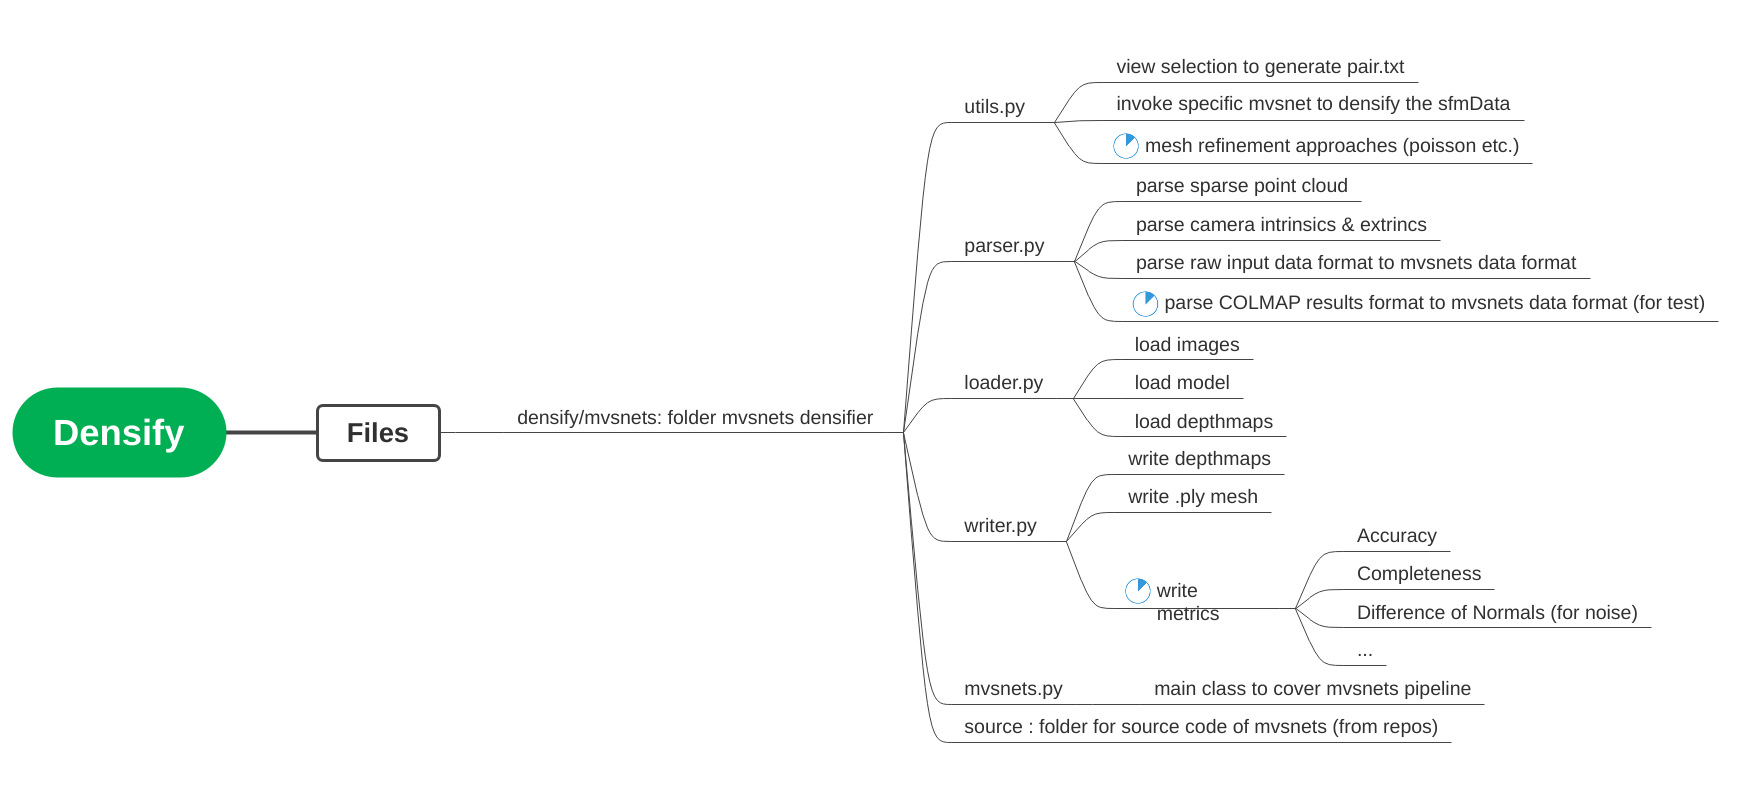 Densify
Files
densify/mvsnets: folder mvsnets densifier
utils.py
view selection to generate pair.txt
invoke specific mvsnet to densify the sfmData
mesh refinement approaches (poisson etc.)
parser.py
parse sparse point cloud
parse camera intrinsics & extrincs
parse raw input data format to mvsnets data format
parse COLMAP results format to mvsnets data format (for test)
loader.py
load images
load model
load depthmaps
writer.py
write depthmaps
write .ply mesh
write
metrics
Accuracy
Completeness
Difference of Normals (for noise)
...
mvsnets.py
main class to cover mvsnets pipeline
source : folder for source code of mvsnets (from repos)